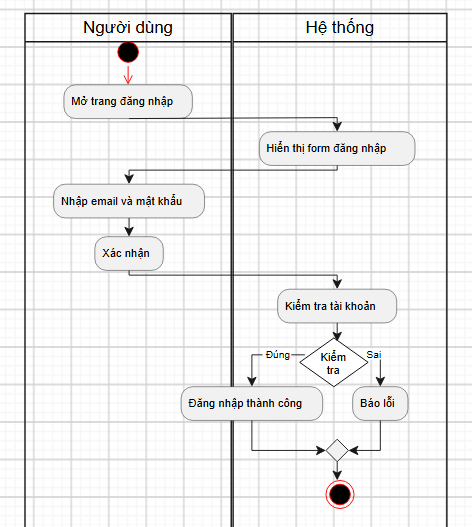 Người dùng
Hệ thống
Mở trang đăng nhập
Hiển thị form đăng nhập
Nhập email và mật khẩu
Xác nhận
Kiểm tra tài khoản
Đúng
Kiểm
tra
Sai
Đăng nhập thành công
Báo lỗi